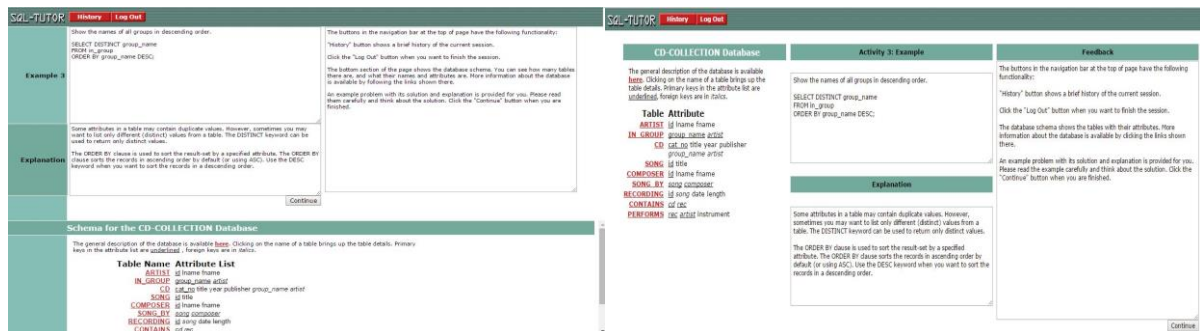 SQL-TUTOR History Log Out
Example 3
Show the names of all groups in descending order.
SELECT DISTINCT group_name
FROM in_group
ORDER BY group_name DESC;
The buttons in the navigation bar at the top of page have the following functionality:
"History" button shows a brief history of the current session.
Click the "Log Out" button when you want to finish the session.
The bottom section of the page shows the database schema. You can see how many tables
there are, and what their names and attributes are. More information about the database
is available by following the links shown there.
An example problem with its solution and explanation is provided for you. Please read
them carefully and think about the solution. Click the "Continue" button when you are
finished.
Explanation
Some attributes in a table may contain duplicate values. However, sometimes you may
want to list only different (distinct) values from a table. The DISTINCT keyword can be
used to return only distinct values.
The ORDER BY clause is used to sort the result-set by a specified attribute. The ORDER BY
clause sorts the records in ascending order by default (or using ASC). Use the DESC
keyword when you want to sort the records in a descending order.
Continue
Schema for the CD-COLLECTION Database
The general description of the database is available here. Clicking on the name of a table brings up the table details. Primary
keys in the attribute list are underlined , foreign keys are in italics.
Table Name Attribute List
ARTIST id lname fname
IN_GROUP group_name artist
CD cat_no title year publisher group_name artist
SONG id title
COMPOSER id lname fname
SONG_BY song composer
RECORDING id song date length
CONTAINS cd rec
SQL-TUTOR History Log Out
CD-COLLECTION Database
The general description of the database is available
here. Clicking on the name of a table brings up the
table details. Primary keys in the attribute list are
underlined, foreign keys are in italics.
Table Attribute
ARTIST id lname fname
IN_GROUP group_name artist
CD cat_no title year publisher
group_name artist
SONG id title
COMPOSER id lname fname
SONG_BY song composer
RECORDING id song date length
CONTAINS cd rec
PERFORMS rec artist instrument
Activity 3: Example
Show the names of all groups in descending order.
SELECT DISTINCT group_name
FROM in_group
ORDER BY group_name DESC;
Explanation
Some attributes in a table may contain duplicate values. However,
sometimes you may want to list only different (distinct) values from a
table. The DISTINCT keyword can be used to return only distinct values.
The ORDER BY clause is used to sort the result-set by a specified
attribute. The ORDER BY clause sorts the records in ascending order by
default (or using ASC). Use the DESC keyword when you want to sort the
records in a descending order.
Feedback
The buttons in the navigation bar at the top of page have the following
functionality:
"History" button shows a brief history of the current session.
Click the "Log Out" button when you want to finish the session.
The database schema shows the tables with their attributes. More
information about the database is available by clicking the links shown
there.
An example problem with its solution and explanation is provided for you.
Please read the example carefully and think about the solution. Click the
"Continue" button when you are finished.
Continue